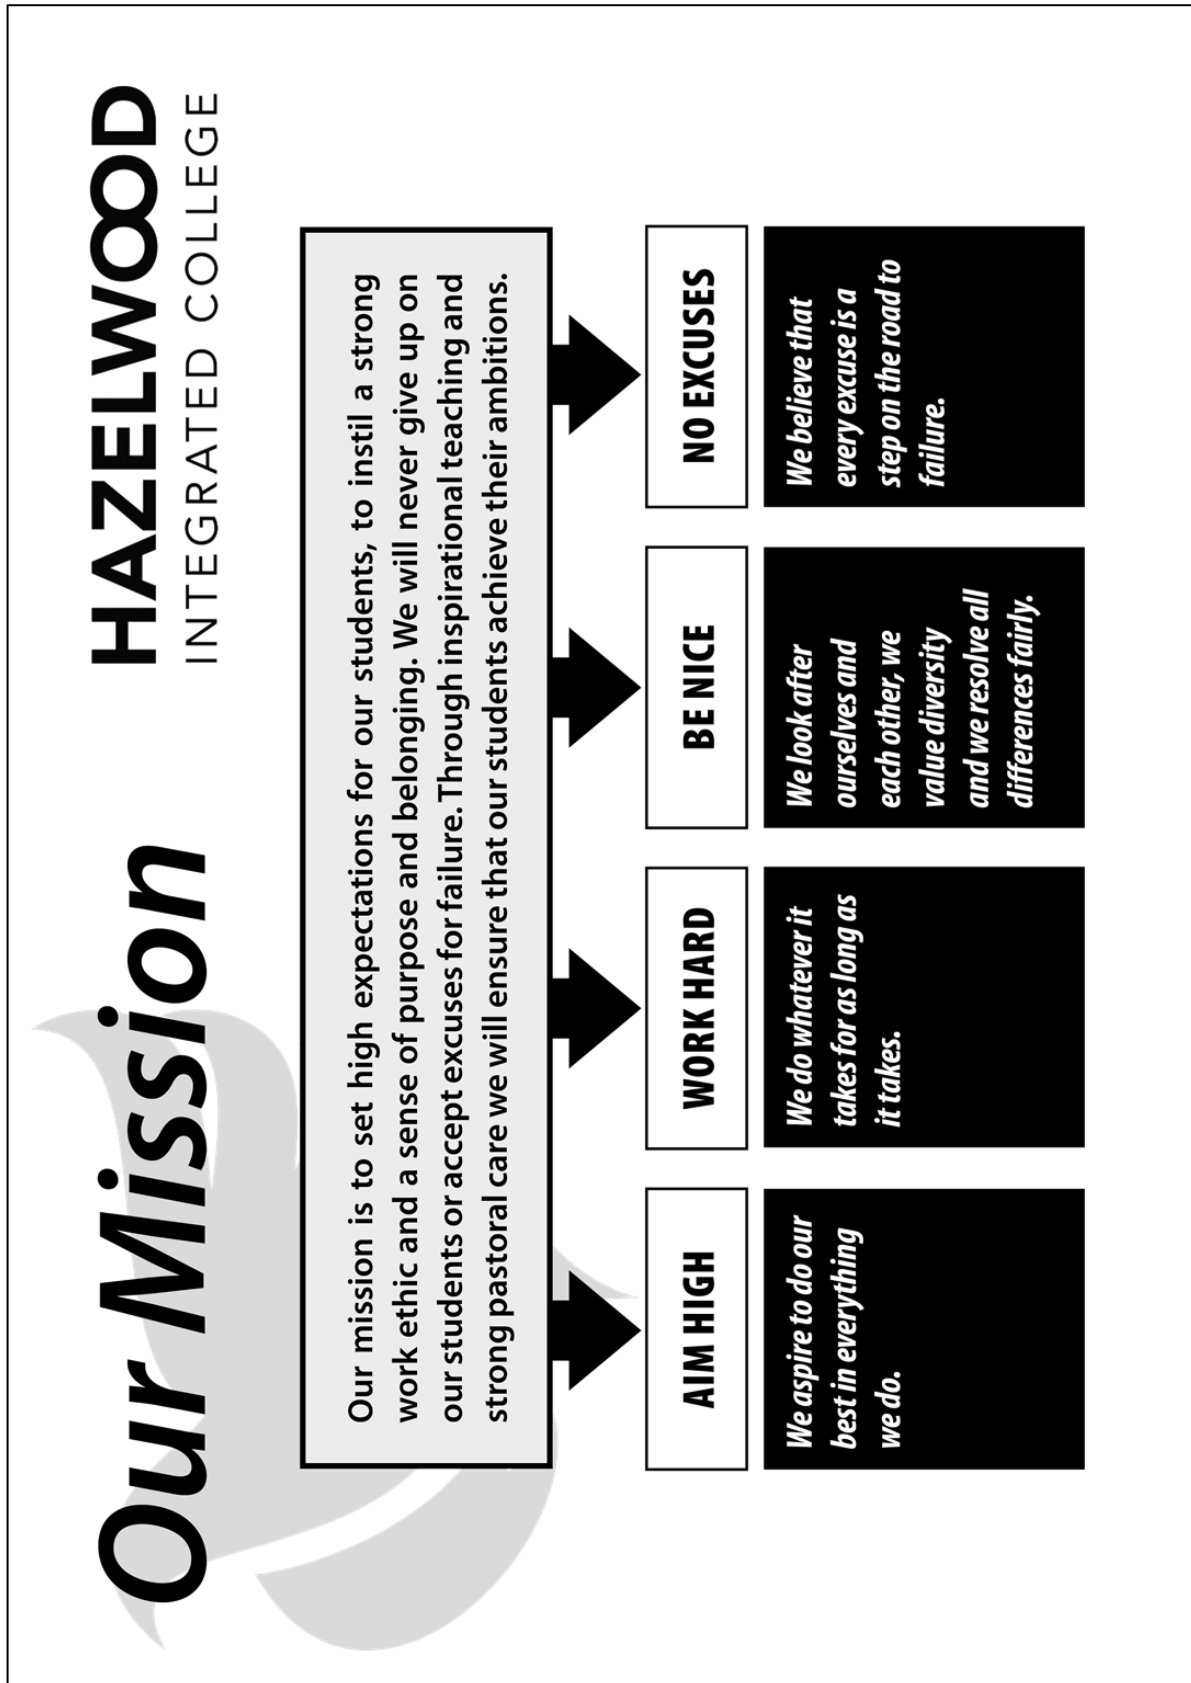 Our Mission
HAZELWOOD
INTEGRATED COLLEGE
Our mission is to set high expectations for our students, to instil a strong
work ethic and a sense of purpose and belonging. We will never give up on
our students or accept excuses for failure. Through inspirational teaching and
strong pastoral care we will ensure that our students achieve their ambitions.
AIM HIGH
We aspire to do our
best in everything
we do.
WORK HARD
We do whatever it
takes for as long as
it takes.
BE NICE
We look after
ourselves and
each other, we
value diversity
and we resolve all
differences fairly.
NO EXCUSES
We believe that
every excuse is a
step on the road to
failure.